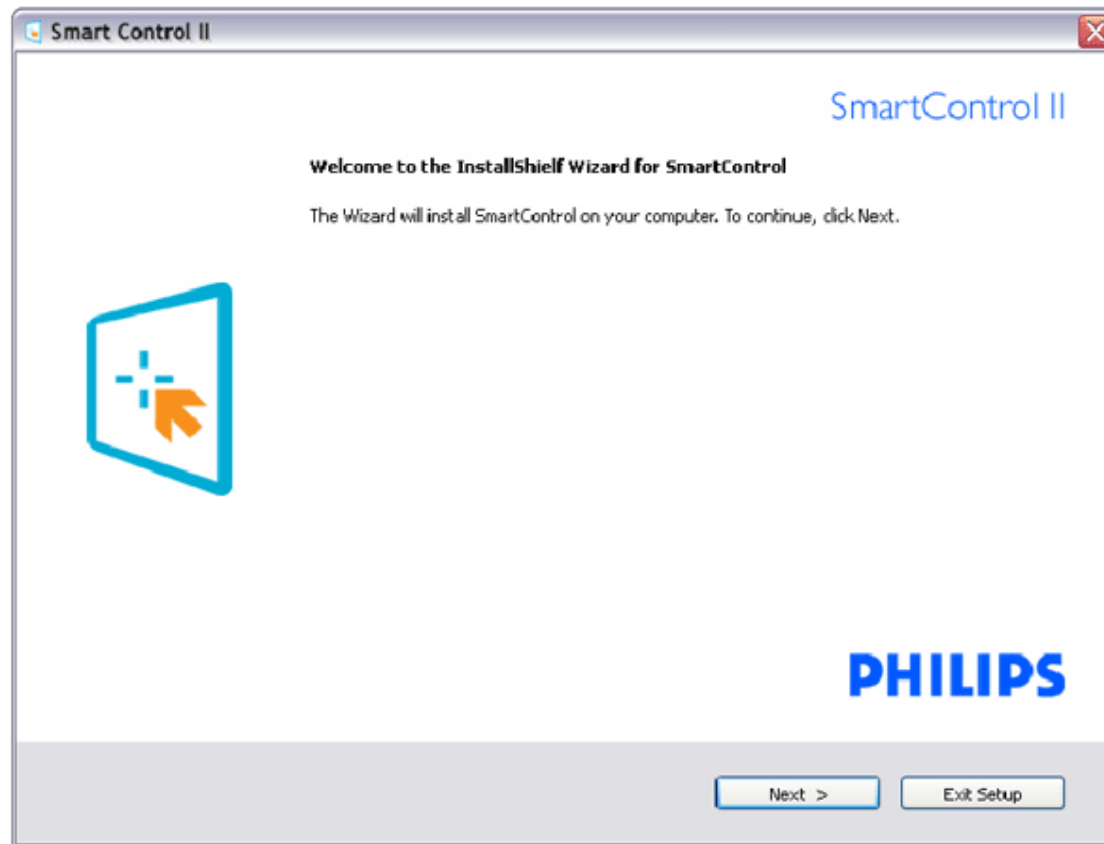 Smart Control II
SmartControl II
Welcome to the InstallShielf Wizard for SmartControl
The Wizard will install SmartControl on your computer. To continue, click Next.
PHILIPS
Next >
Exit Setup